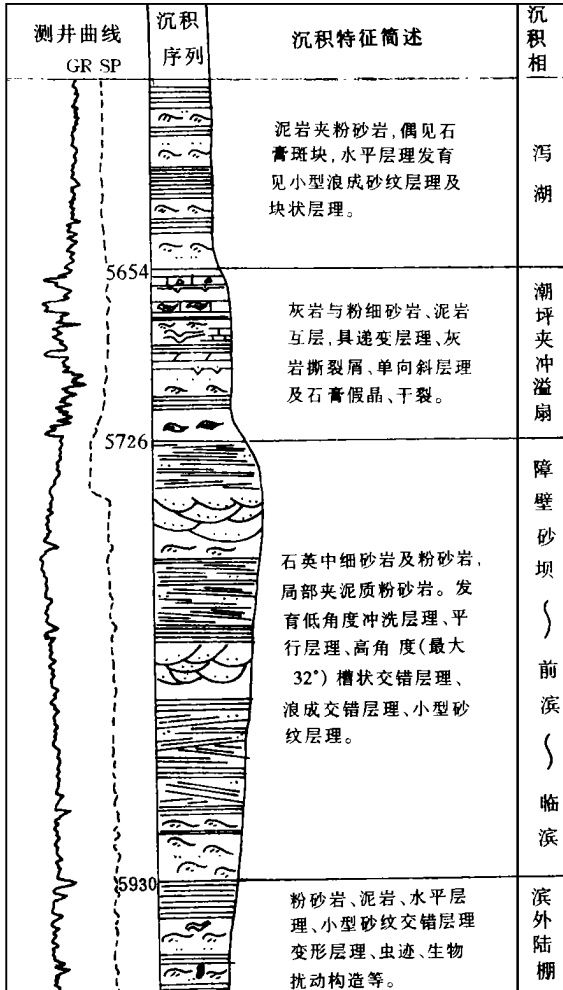 测井曲线
GR SP
沉积
序列
沉积特征简述
沉积相
泥岩夹粉砂岩,偶见石
膏斑块,水平层理发育
见小型浪成砂纹层理及
块状层理。
泻湖
5654
灰岩与粉细砂岩、泥岩
互层,具递变层理、灰
岩撕裂屑、单向斜层理
及石膏假晶、干裂。
潮坪夹冲溢扇
5726
石英中细砂岩及粉砂岩,
局部夹泥质粉砂岩。发
育低角度冲洗层理、平
行层理、高角度(最大
32°)槽状交错层理、
浪成交错层理、小型砂
纹层理。
障壁砂坝~前滨~临滨
5930
粉砂岩、泥岩、水平层
理、小型砂纹交错层理
变形层理、虫迹、生物
扰动构造等。
滨外陆棚